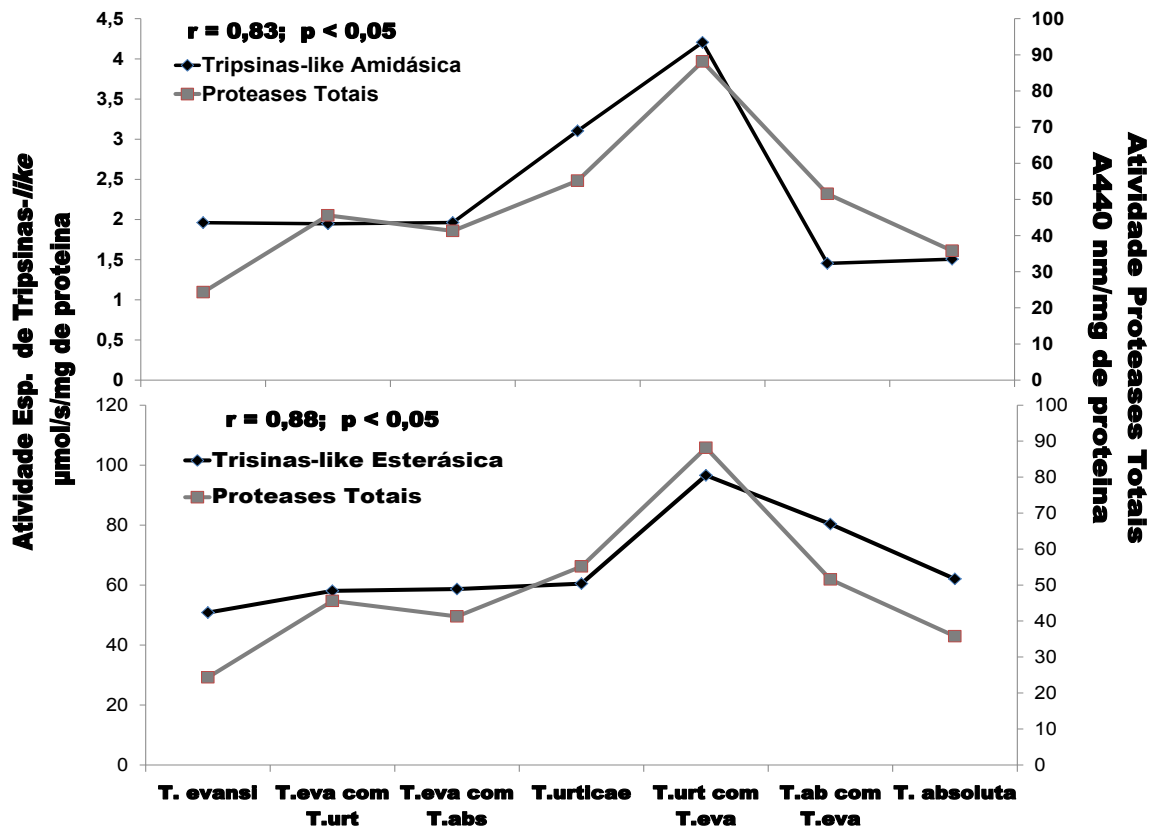 r = 0,83; p < 0,05
Tripsinas-like Amidásica
Proteases Totais
4,5
4
3,5
3
2,5
2
1,5
1
0,5
0
100
90
80
70
60
50
40
30
20
10
0
Atividade Esp. de Tripsinas-like
µmol/s/mg de proteina
Atividade Proteases Totais
A440 nm/mg de proteina
r = 0,88; p < 0,05
Trisinas-like Esterásica
Proteases Totais
120
100
80
60
40
20
0
100
90
80
70
60
50
40
30
20
10
0
T. evansi
T.eva com
T.urt
T.eva com
T.abs
T.urticae
T.urt com
T.eva
T.ab com
T.eva
T. absoluta